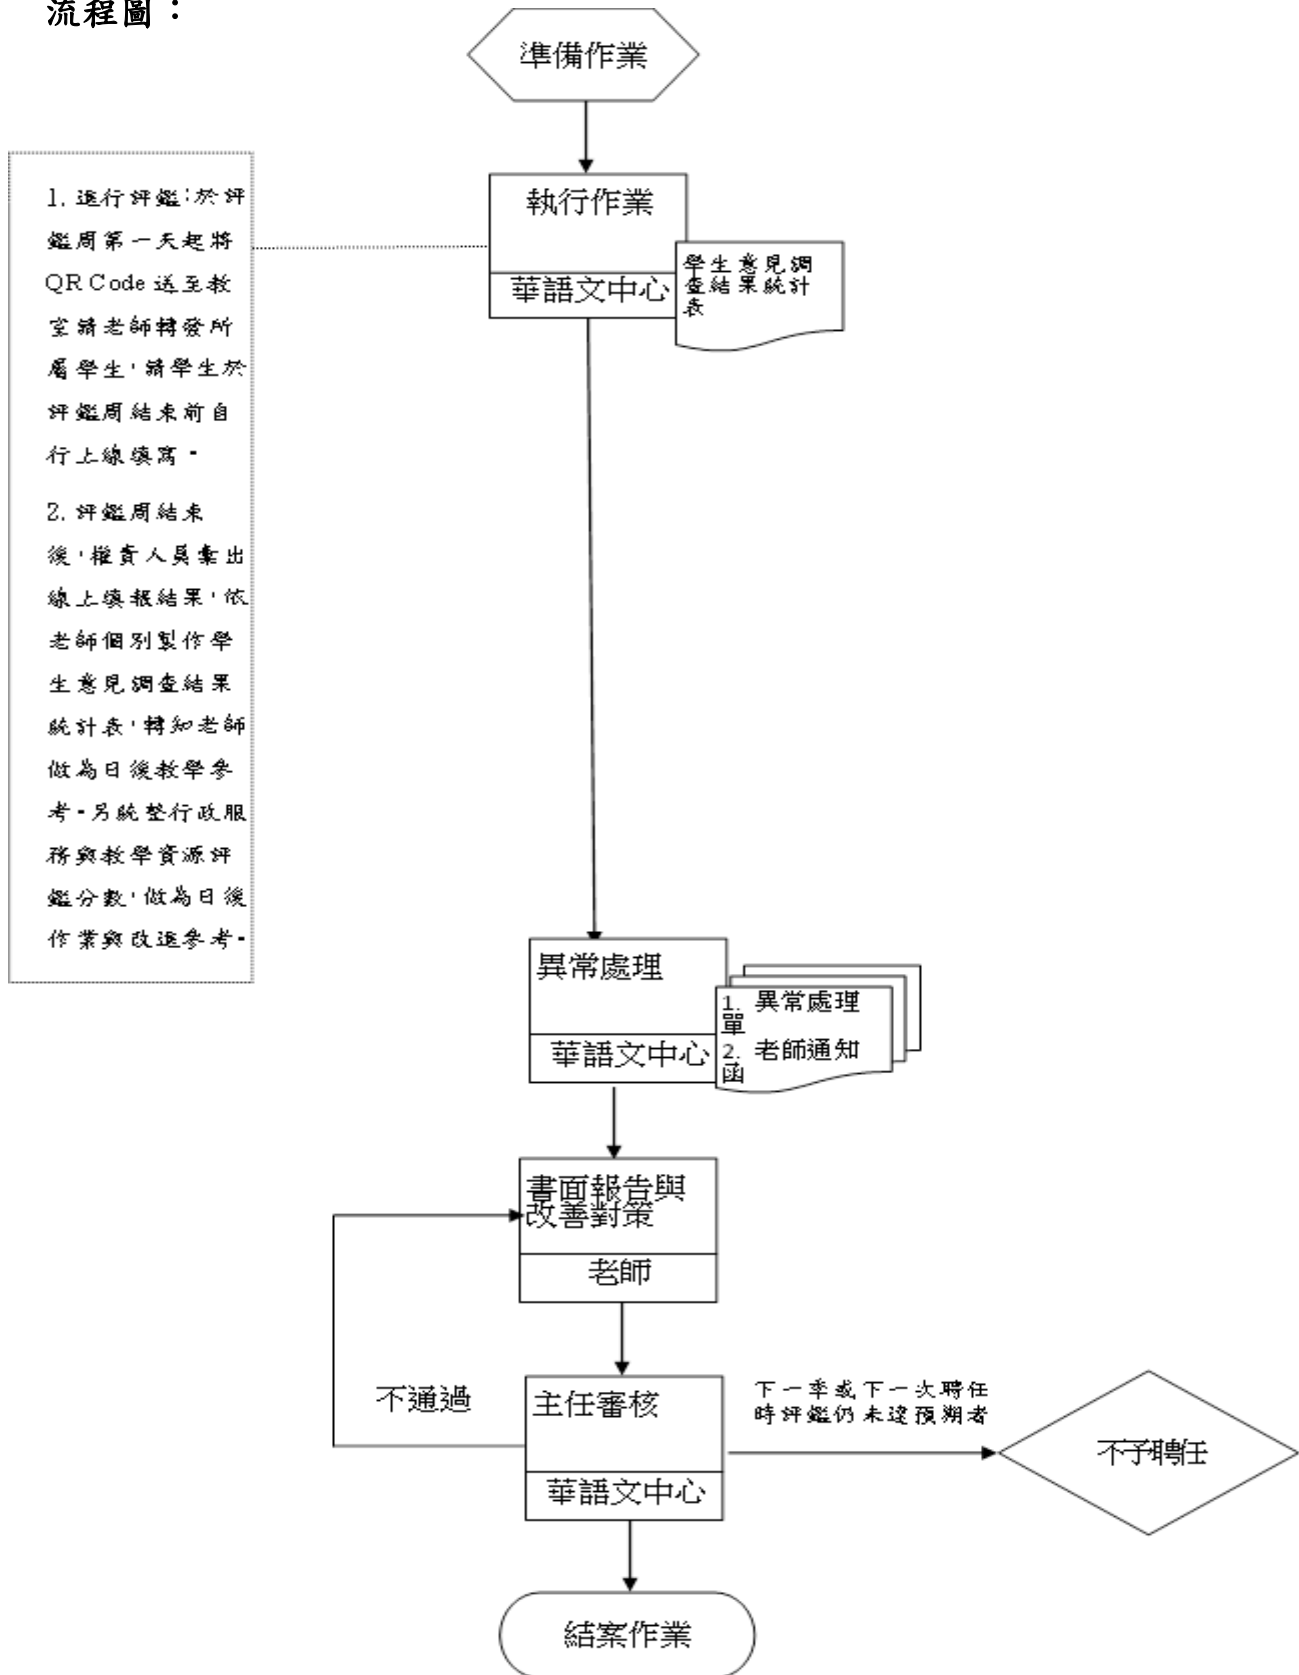 流程圖：
準備作業
1. 進行評鑑：於評
鑑周第一天起將
QR Code 送至教
室請老師轉發所
屬學生，請學生於
評鑑周結束前自
行上線填寫。
2. 評鑑周結束
後，權責人員彙出
線上填報結果，依
老師個別製作學
生意見調查結果
統計表，轉知老師
做為日後教學參
考。另統整行政服
務與教學資源評
鑑分數，做為日後
作業與改進參考。
執行作業
華語文中心
學生意見調
查結果統計
表
異常處理
華語文中心
1. 異常處理
單
2. 老師通知
函
書面報告與
改善對策
老師
不通過
主任審核
華語文中心
下一季或下一次聘任
時評鑑仍未達預期者
不予聘任
結案作業